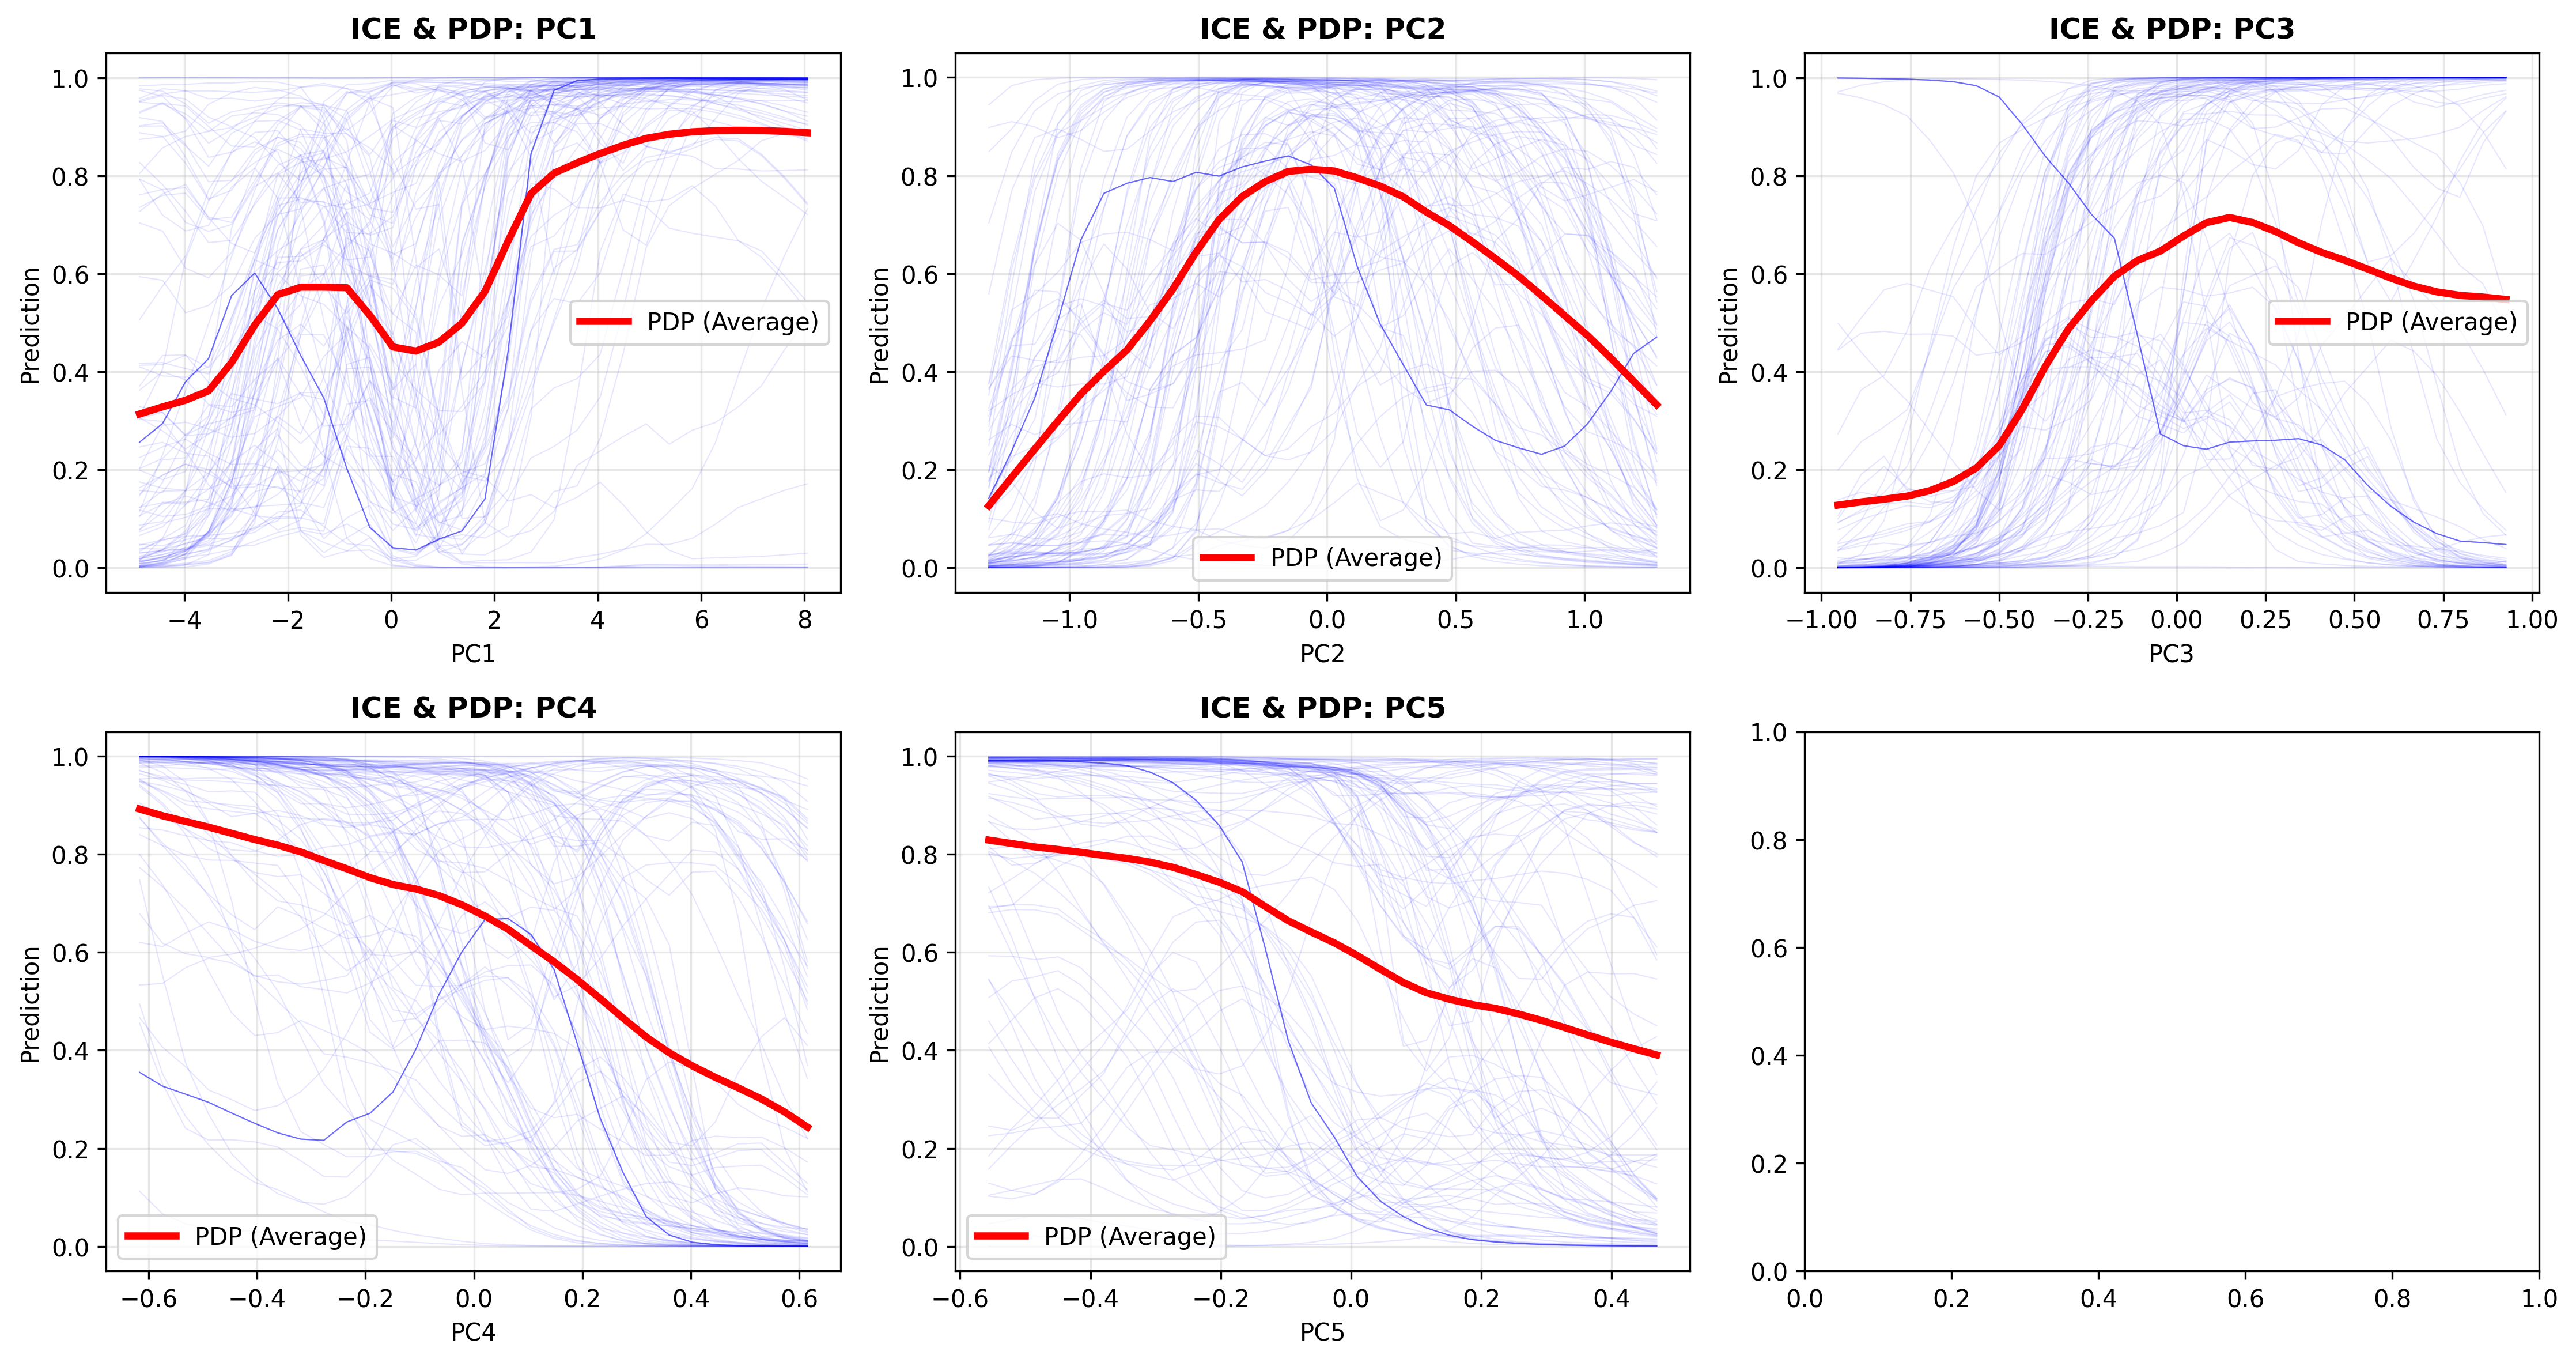 ICE & PDP: PC1
1.0
0.8
0.6
0.4
0.2
0.0
Prediction
PDP (Average)
−4 −2 0 2 4 6 8
PC1
ICE & PDP: PC2
1.0
0.8
0.6
0.4
0.2
0.0
Prediction
PDP (Average)
−1.0 −0.5 0.0 0.5 1.0
PC2
ICE & PDP: PC3
1.0
0.8
0.6
0.4
0.2
0.0
Prediction
PDP (Average)
−1.00 −0.75 −0.50 −0.25 0.00 0.25 0.50 0.75 1.00
PC3
ICE & PDP: PC4
1.0
0.8
0.6
0.4
0.2
0.0
Prediction
PDP (Average)
−0.6 −0.4 −0.2 0.0 0.2 0.4 0.6
PC4
ICE & PDP: PC5
1.0
0.8
0.6
0.4
0.2
0.0
Prediction
PDP (Average)
−0.6 −0.4 −0.2 0.0 0.2 0.4
PC5
1.0
0.8
0.6
0.4
0.2
0.0
0.0 0.2 0.4 0.6 0.8 1.0